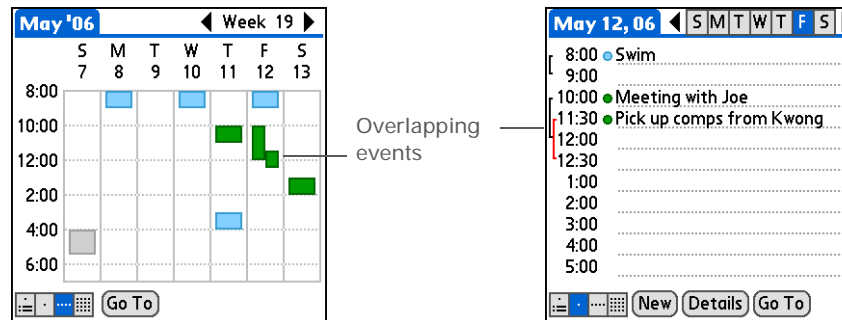 May '06 Week 19
S M T W T F S
7 8 9 10 11 12 13
8:00
10:00
12:00
2:00
4:00
6:00
Go To
Overlapping
events
May 12, 06 S M T W T F S
8:00 Swim
9:00
10:00 Meeting with Joe
11:30 Pick up comps from Kwong
12:00
12:30
1:00
2:00
3:00
4:00
5:00
New Details Go To